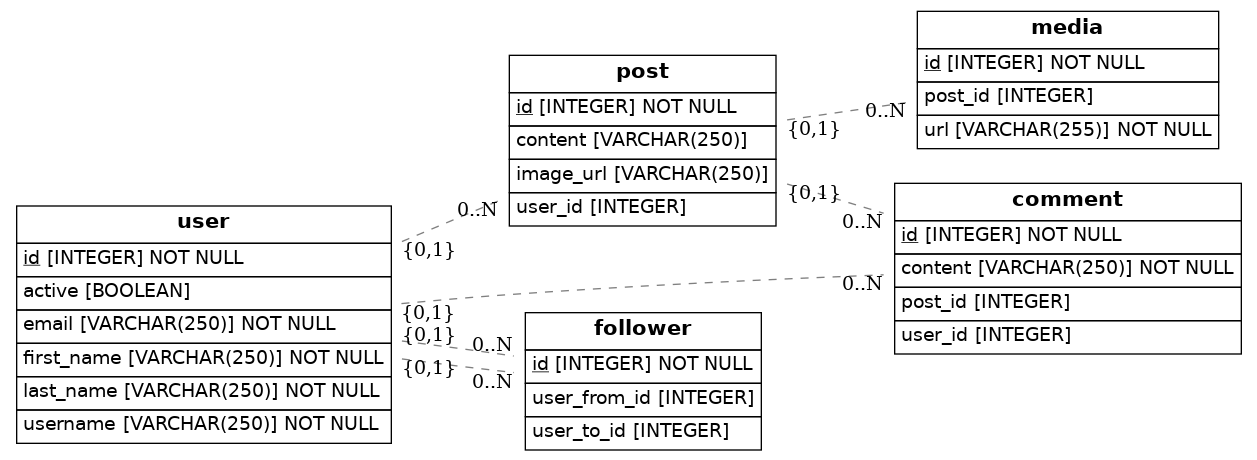 media
id [INTEGER] NOT NULL
post_id [INTEGER]
url [VARCHAR(255)] NOT NULL
post
id [INTEGER] NOT NULL
content [VARCHAR(250)]
image_url [VARCHAR(250)]
user_id [INTEGER]
{0,1}
0..N
{0,1}
0..N
comment
id [INTEGER] NOT NULL
content [VARCHAR(250)] NOT NULL
post_id [INTEGER]
user_id [INTEGER]
user
id [INTEGER] NOT NULL
active [BOOLEAN]
email [VARCHAR(250)] NOT NULL
first_name [VARCHAR(250)] NOT NULL
last_name [VARCHAR(250)] NOT NULL
username [VARCHAR(250)] NOT NULL
0..N
{0,1}
0..N
{0,1}
{0,1}
0..N
{0,1}
0..N
follower
id [INTEGER] NOT NULL
user_from_id [INTEGER]
user_to_id [INTEGER]